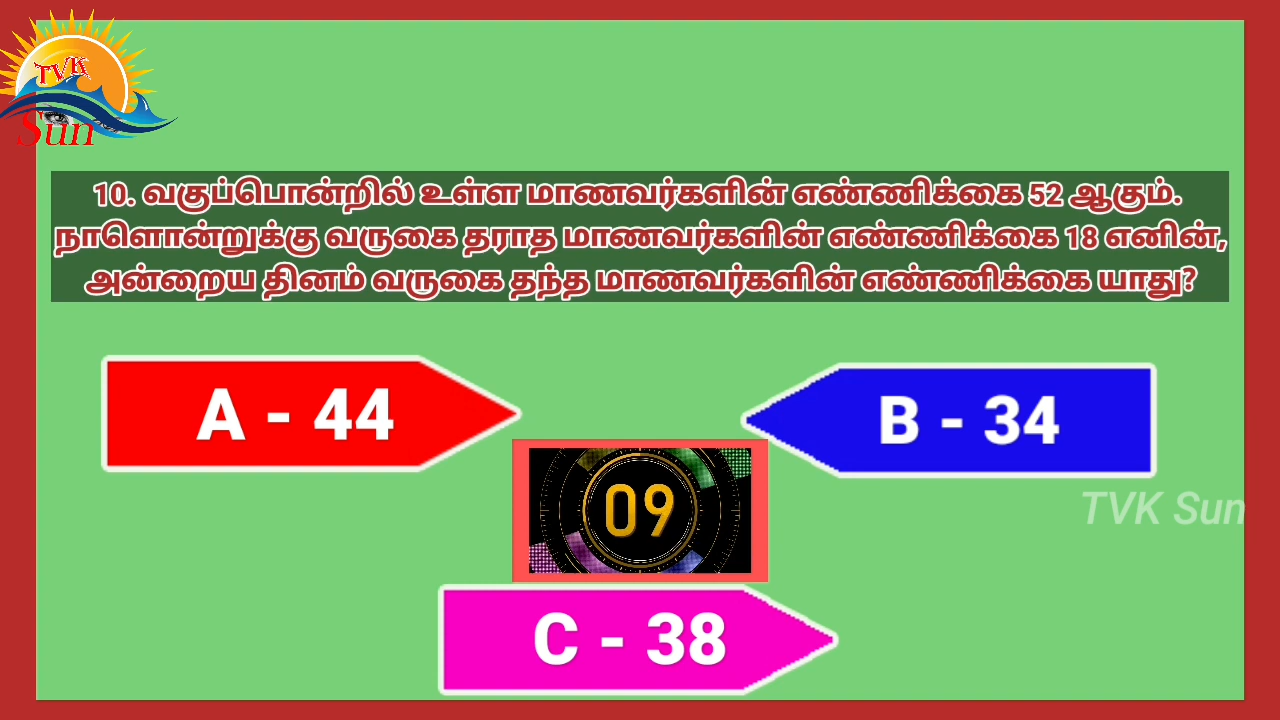 TVK
Sun
10. வகுப்பொன்றில் உள்ள மாணவர்களின் எண்ணிக்கை 52 ஆகும்.
நாளொன்றுக்கு வருகை தராத மாணவர்களின் எண்ணிக்கை 18 எனின்,
அன்றைய தினம் வருகை தந்த மாணவர்களின் எண்ணிக்கை யாது?
A - 44
B - 34
09
TVK Sun
C - 38